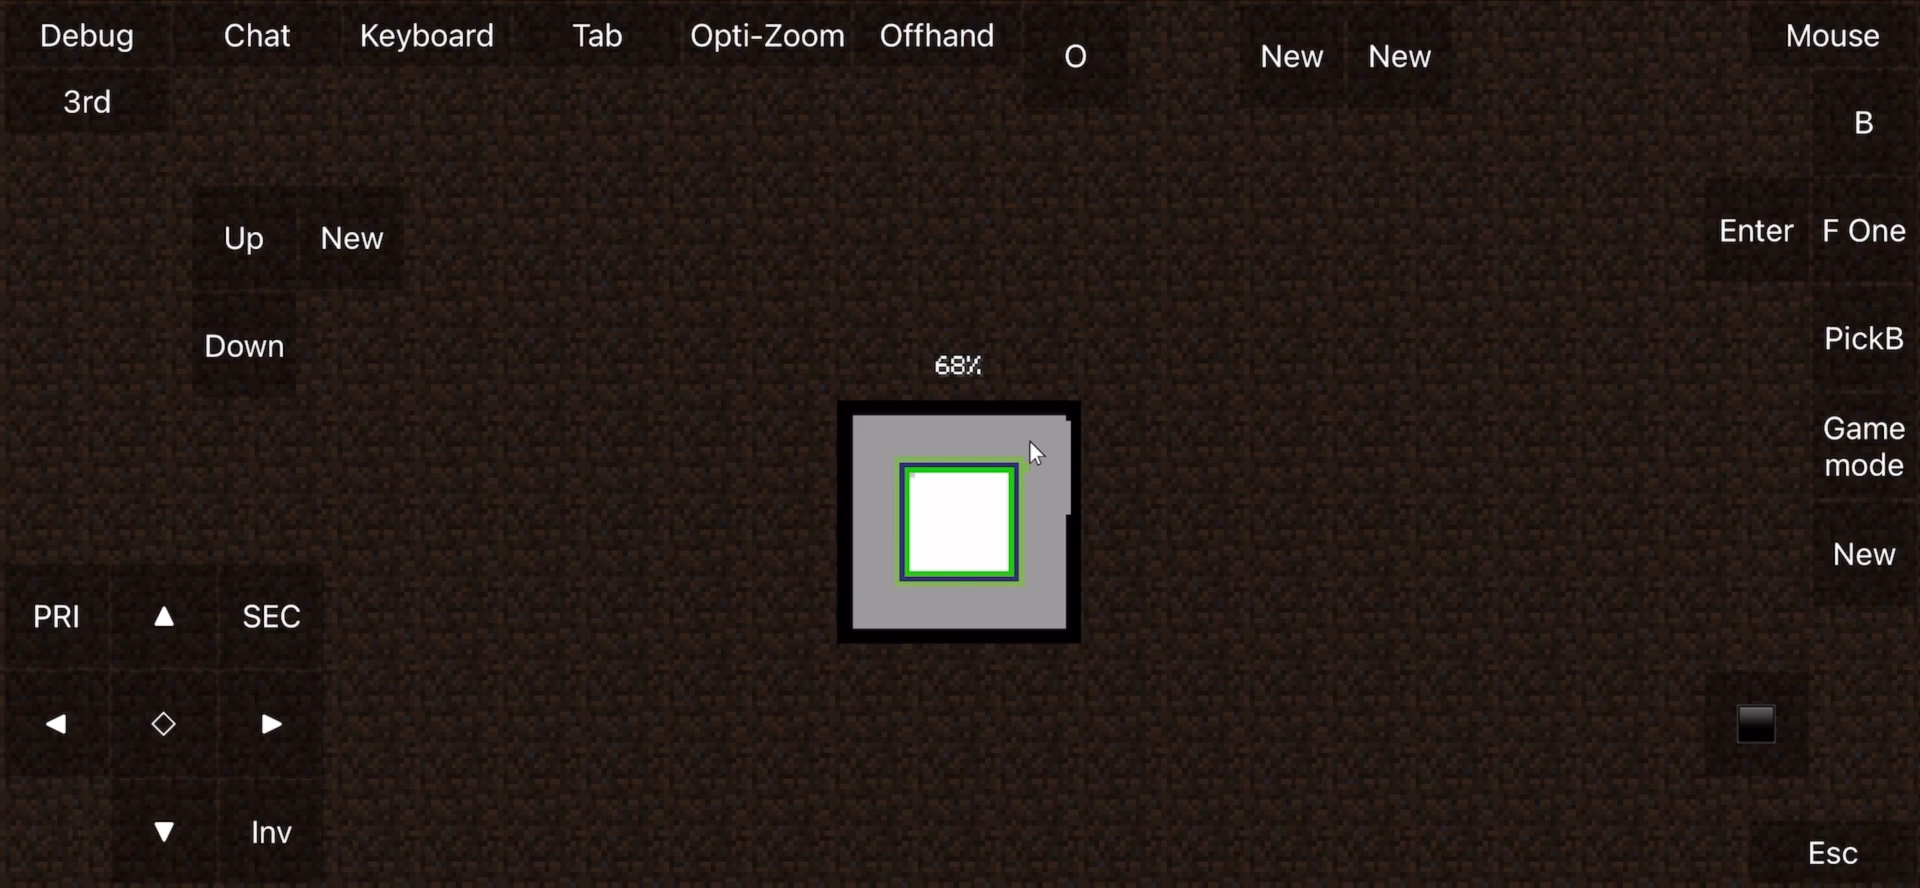 Debug Chat Keyboard Tab Opti-Zoom Offhand O New New Mouse
3rd
B
Up New
Enter F One
Down
PickB
68%
Game
mode
New
PRI ▲ SEC
◀ ◇ ▶
▼ Inv
Esc